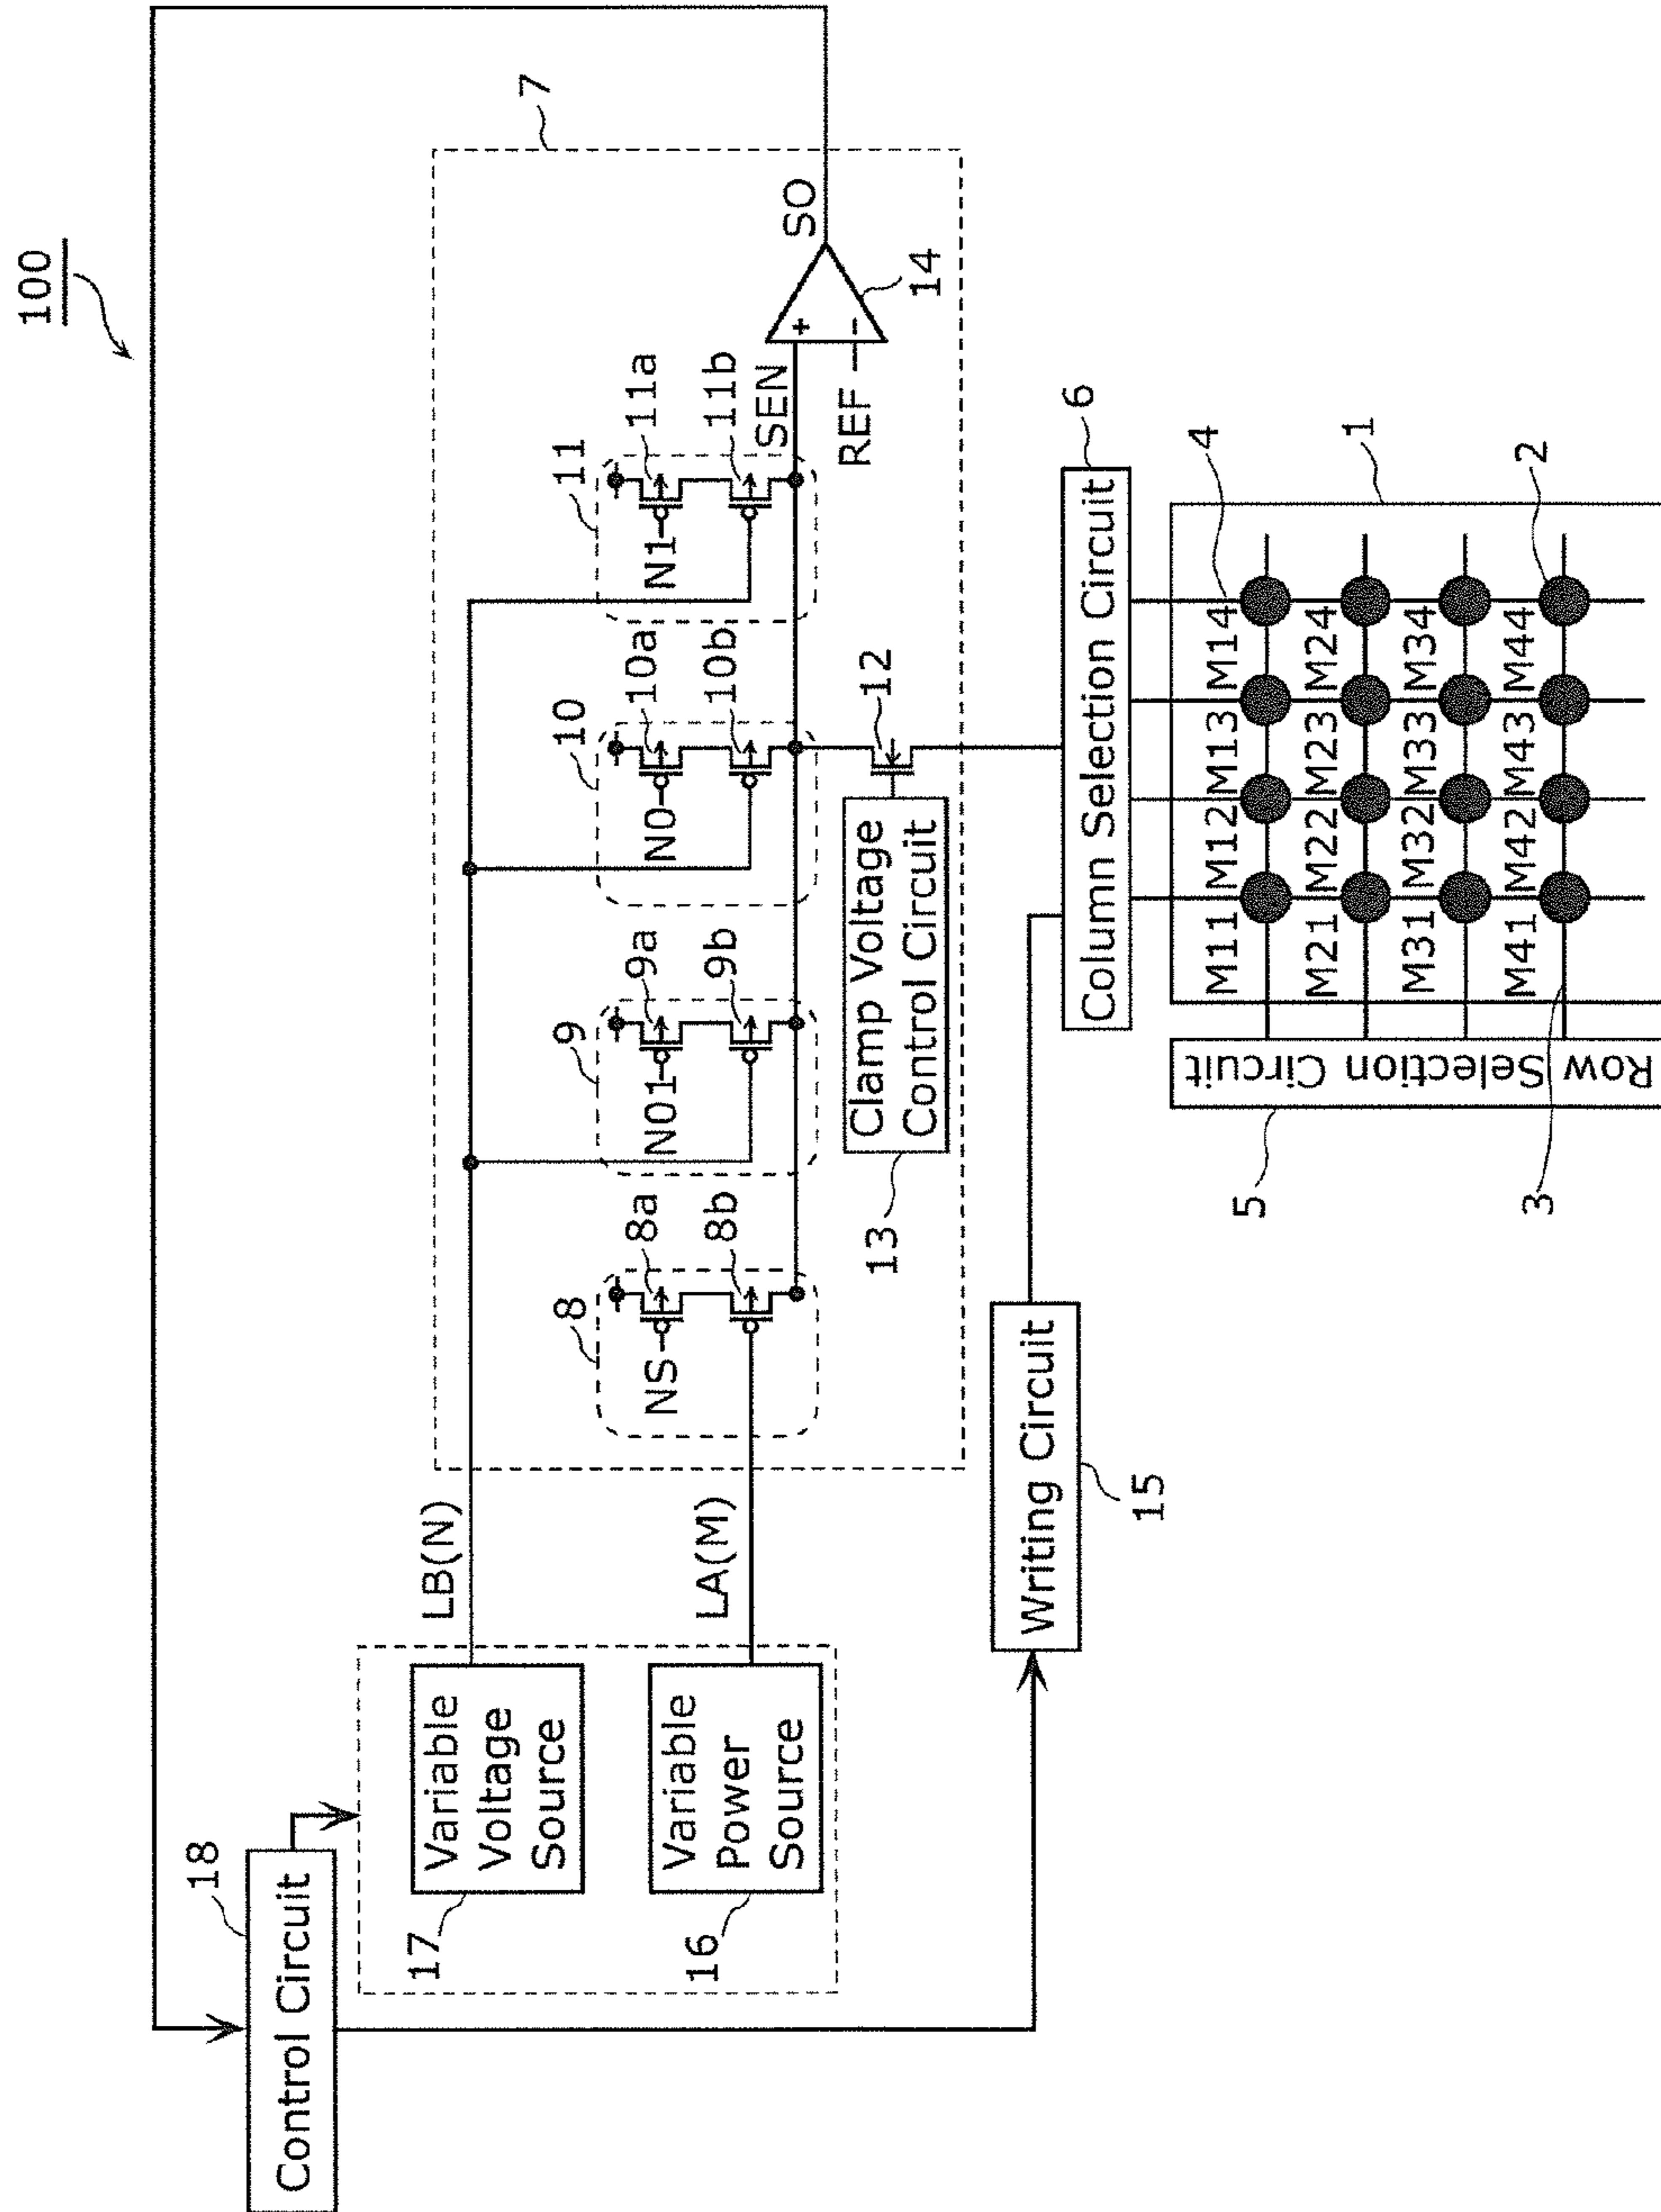 100
7
18
Control Circuit
17
Variable
Voltage
Source
16
Variable
Power
Source
LB(N)
LA(M)
8
NS
8a
8b
9
N01
9a
9b
10
N0
10a
10b
11
N1
11a
11b
SEN
REF
+
−
14
SO
12
13
Clamp Voltage
Control Circuit
15
Writing Circuit
6
Column Selection Circuit
5
Row Selection Circuit
3
4
1
2
M11 M12 M13 M14
M21 M22 M23 M24
M31 M32 M33 M34
M41 M42 M43 M44